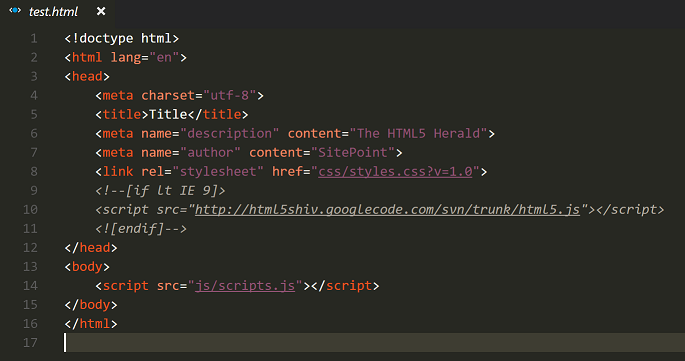 test.html ×
1 <!doctype html>
2 <html lang="en">
3 <head>
4     <meta charset="utf-8">
5     <title>Title</title>
6     <meta name="description" content="The HTML5 Herald">
7     <meta name="author" content="SitePoint">
8     <link rel="stylesheet" href="css/styles.css?v=1.0">
9     <!--[if lt IE 9]>
10     <script src="http://html5shiv.googlecode.com/svn/trunk/html5.js"></script>
11     <![endif]-->
12 </head>
13 <body>
14     <script src="js/scripts.js"></script>
15 </body>
16 </html>
17